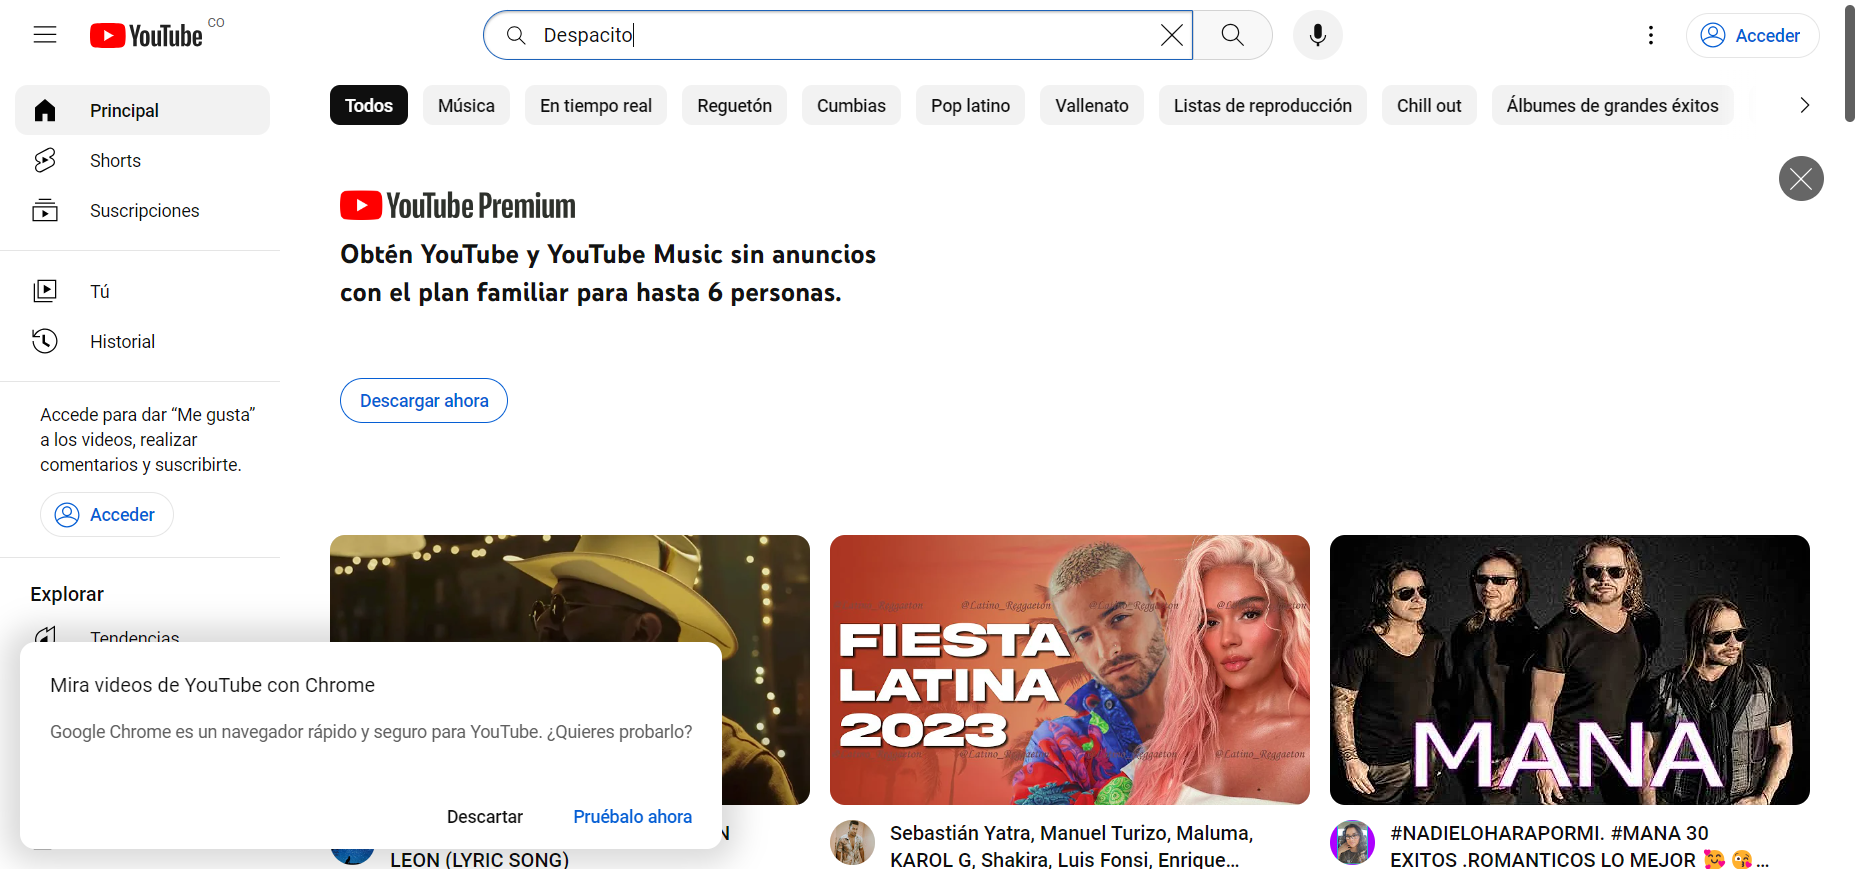 YouTube CO
Despacito
Acceder
Principal
Shorts
Suscripciones
Tú
Historial
Accede para dar “Me gusta”
a los videos, realizar
comentarios y suscribirte.
Acceder
Explorar
Tendencias
Todos
Música
En tiempo real
Reguetón
Cumbias
Pop latino
Vallenato
Listas de reproducción
Chill out
Álbumes de grandes éxitos
YouTube Premium
Obtén YouTube y YouTube Music sin anuncios
con el plan familiar para hasta 6 personas.
Descargar ahora
@Latino_Reggaeton @Latino_Reggaeton
FIESTA
LATINA
2023
@Latino_Reggaeton @Latino_Reggaeton
MANA
Mira videos de YouTube con Chrome
Google Chrome es un navegador rápido y seguro para YouTube. ¿Quieres probarlo?
Descartar
Pruébalo ahora
LEON (LYRIC SONG)
Sebastián Yatra, Manuel Turizo, Maluma,
KAROL G, Shakira, Luis Fonsi, Enrique...
#NADIELOHARAPORMI. #MANA 30
EXITOS .ROMANTICOS LO MEJOR 🥰 😘 ...